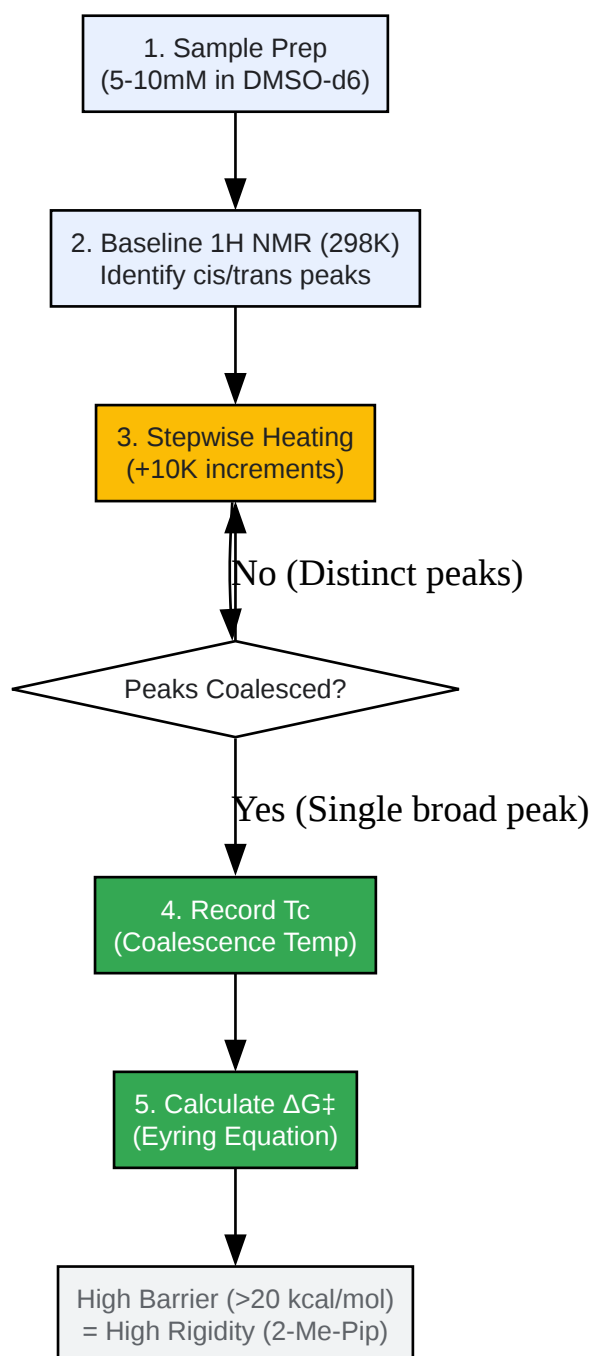 1. Sample Prep
(5-10mM in DMSO-d6)
2. Baseline 1H NMR (298K)
Identify cis/trans peaks
3. Stepwise Heating
(+10K increments)
No (Distinct peaks)
Peaks Coalesced?
Yes (Single broad peak)
4. Record Tc
(Coalescence Temp)
5. Calculate ΔG‡
(Eyring Equation)
High Barrier (>20 kcal/mol)
= High Rigidity (2-Me-Pip)